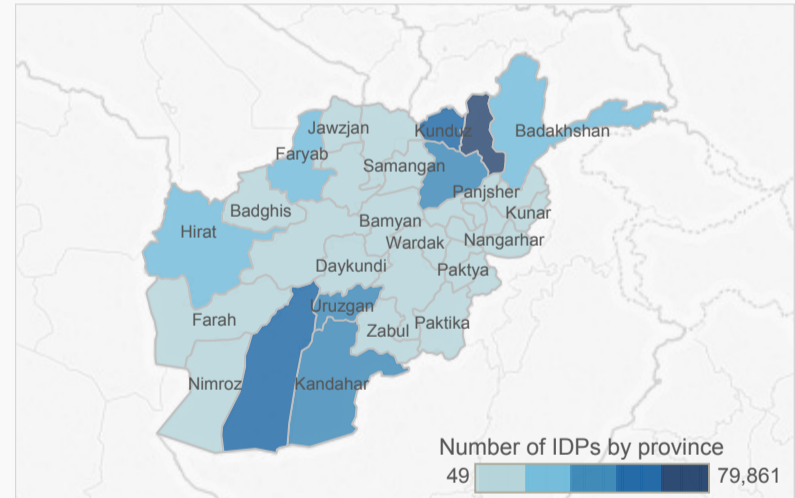 Jawzjan
Kunduz
Badakhshan
Faryab
Samangan
Panjsher
Badghis
Kunar
Bamyan
Hirat
Wardak
Nangarhar
Daykundi
Paktya
Uruzgan
Farah
Zabul
Paktika
Nimroz
Kandahar
Number of IDPs by province
49
79,861